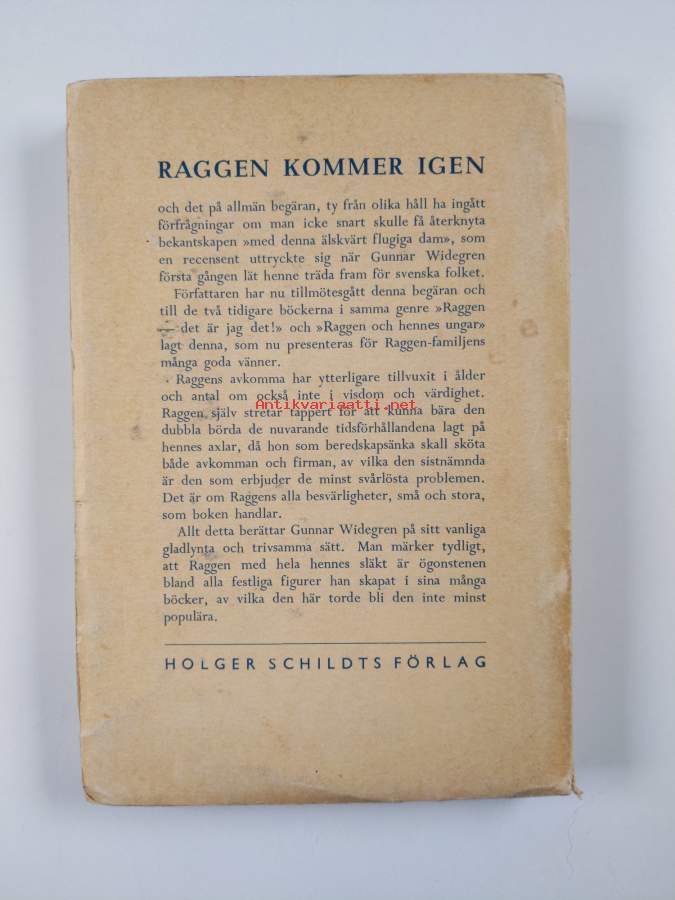 RAGGEN KOMMER IGEN
och det på allmän begäran, ty från olika håll ha ingått
förfrågningar om man icke snart skulle få återknyta
bekantskapen »med denna älskvärt flugiga dam», som
en recensent uttryckte sig när Gunnar Widegren
första gången lät henne träda fram för svenska folket.
Författaren har nu tillmötesgått denna begäran och
till de två tidigare böckerna i samma genre »Raggen
— det är jag det!» och »Raggen och hennes ungar»
lagt denna, som nu presenteras för Raggen-familjens
många goda vänner.
Raggens avkomma har ytterligare tillvuxit i ålder
och antal om också inte i visdom och värdighet.
Antikvariaatti.net
Raggen själv stretar tappert för att kunna bära den
dubbla börda de nuvarande tidsförhållandena lagt på
hennes axlar, då hon som beredskapsänka skall sköta
både avkomman och firman, av vilka den sistnämnda
är den som erbjuder de minst svårlösta problemen.
Det är om Raggens alla besvärligheter, små och stora,
som boken handlar.
Allt detta berättar Gunnar Widegren på sitt vanliga
gladlynta och trivsamma sätt. Man märker tydligt,
att Raggen med hela hennes släkt är ögonstenen
bland alla festliga figurer han skapat i sina många
böcker, av vilka den här torde bli den inte minst
populära.
HOLGER SCHILDTS FÖRLAG